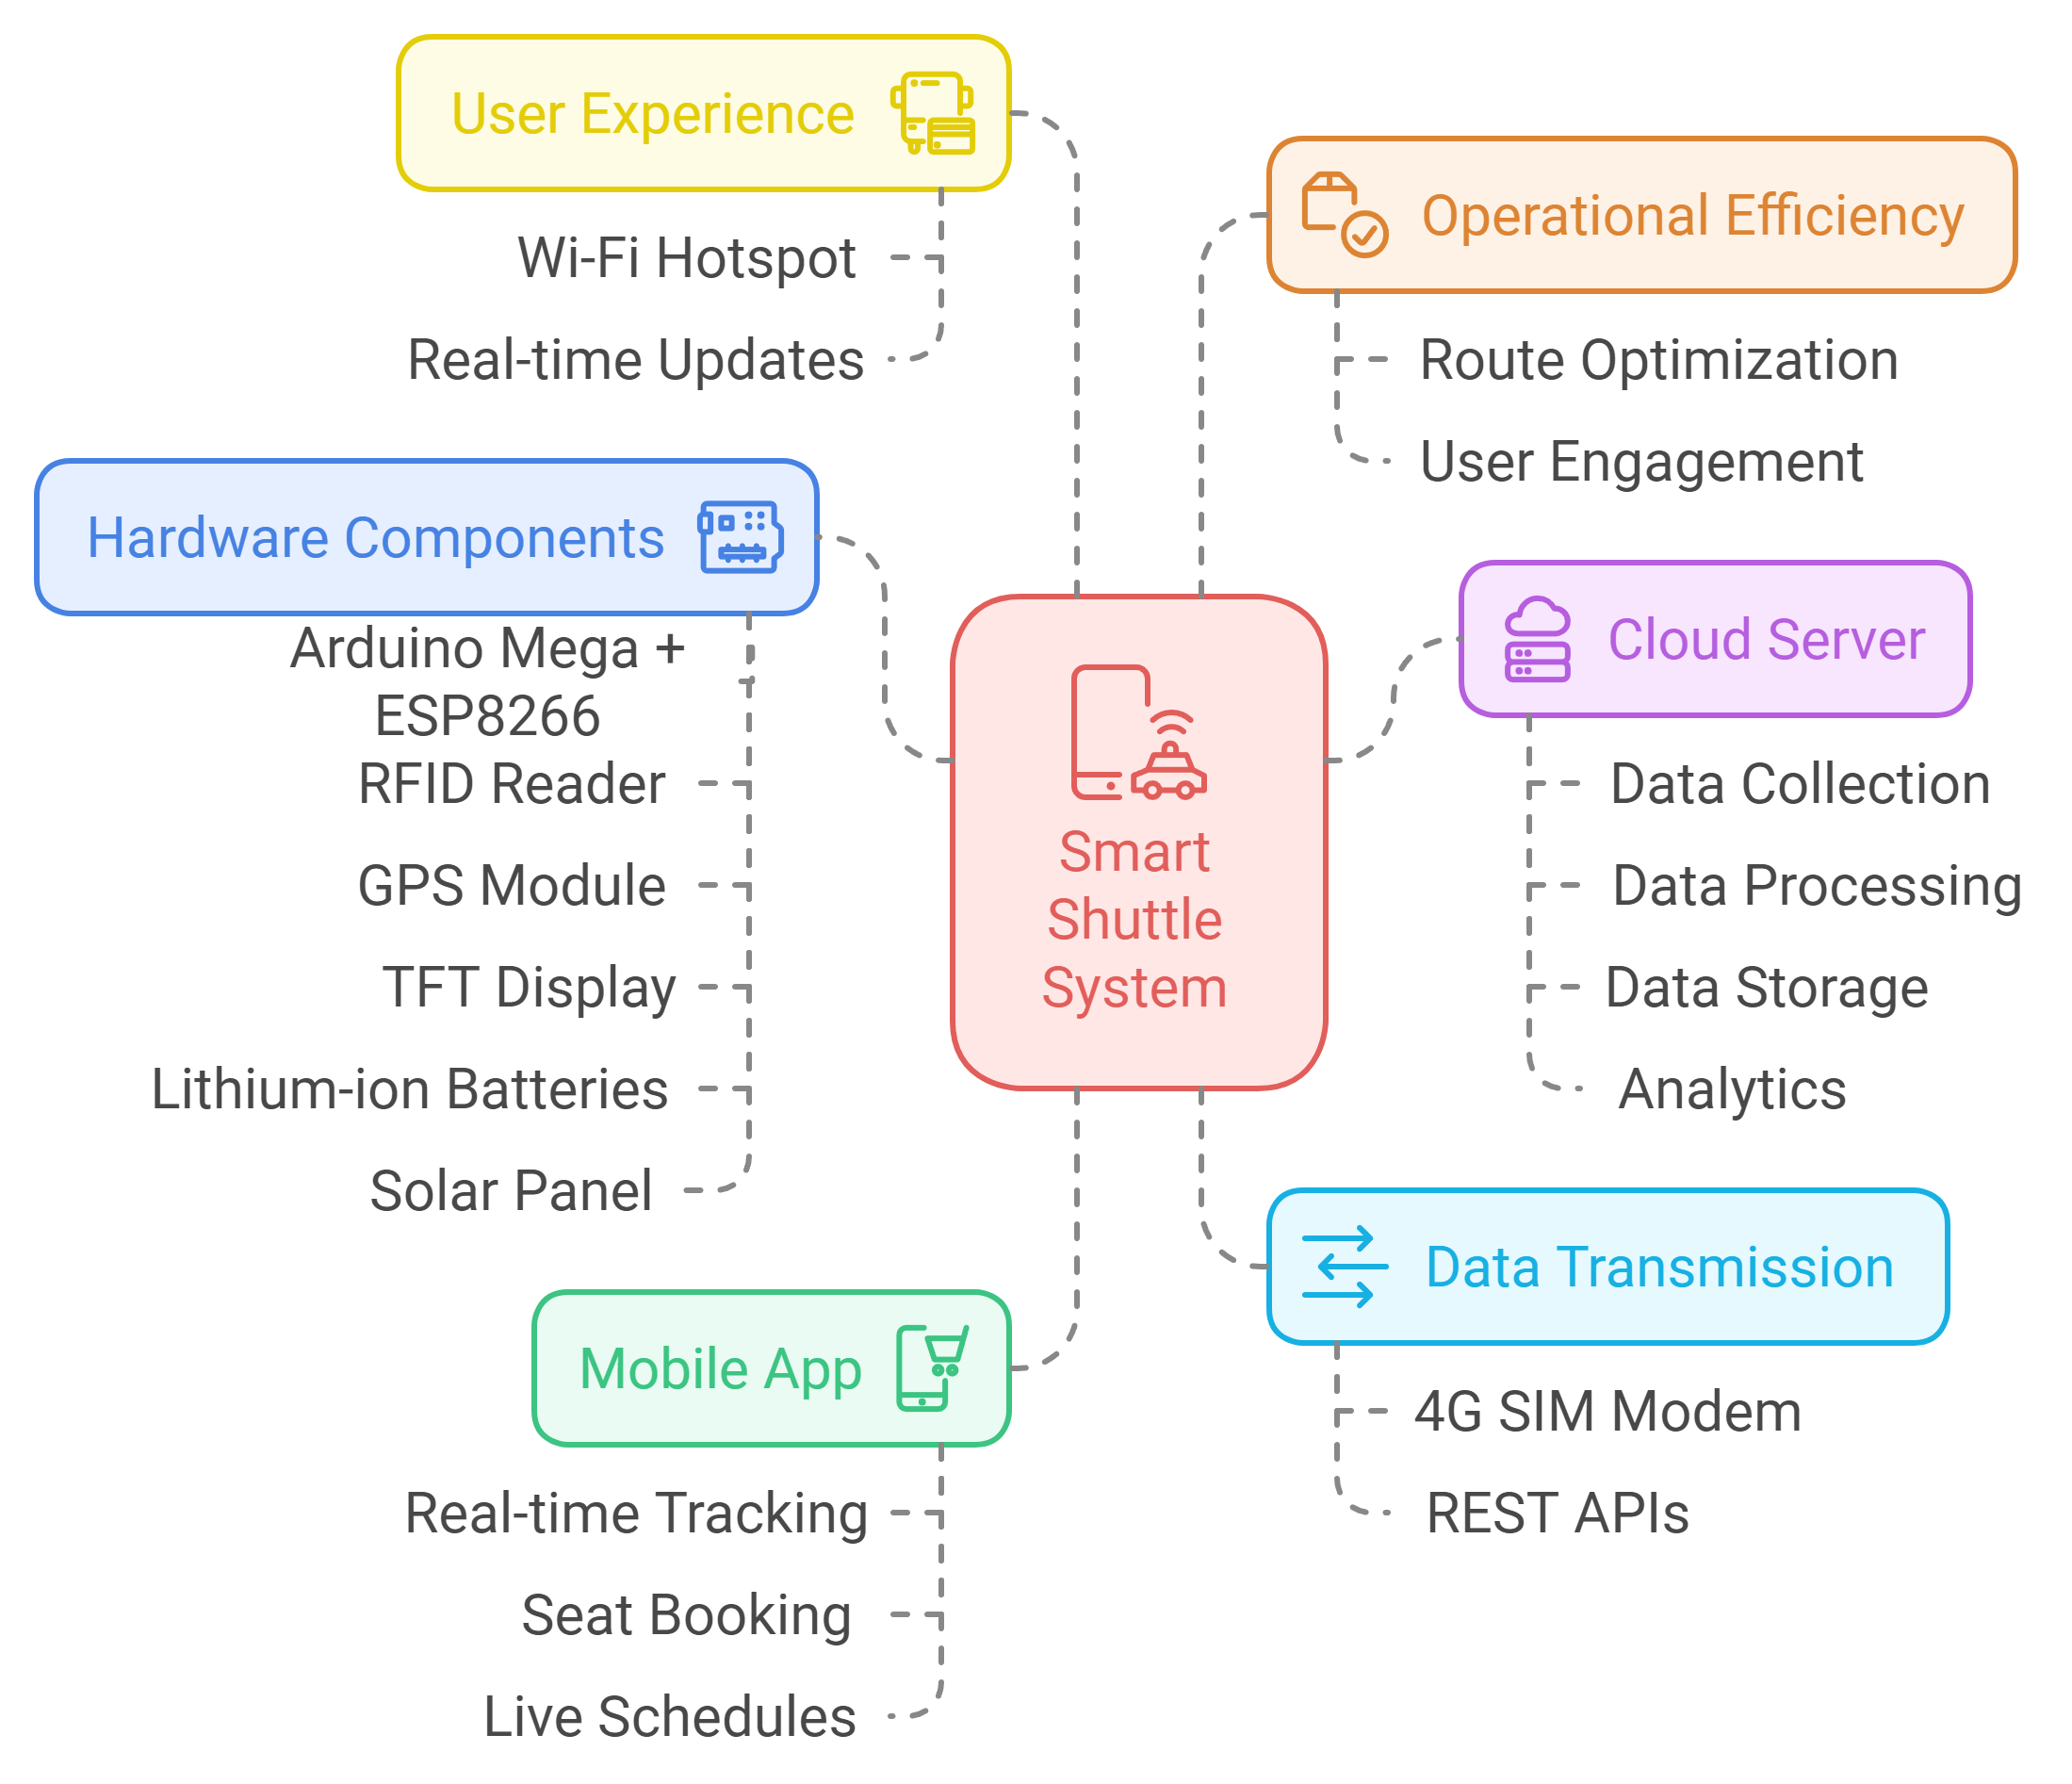 User Experience
Wi-Fi Hotspot
Real-time Updates
Hardware Components
Arduino Mega +
ESP8266
RFID Reader
GPS Module
TFT Display
Lithium-ion Batteries
Solar Panel
Mobile App
Real-time Tracking
Seat Booking
Live Schedules
Smart
Shuttle
System
Operational Efficiency
Route Optimization
User Engagement
Cloud Server
Data Collection
Data Processing
Data Storage
Analytics
Data Transmission
4G SIM Modem
REST APIs